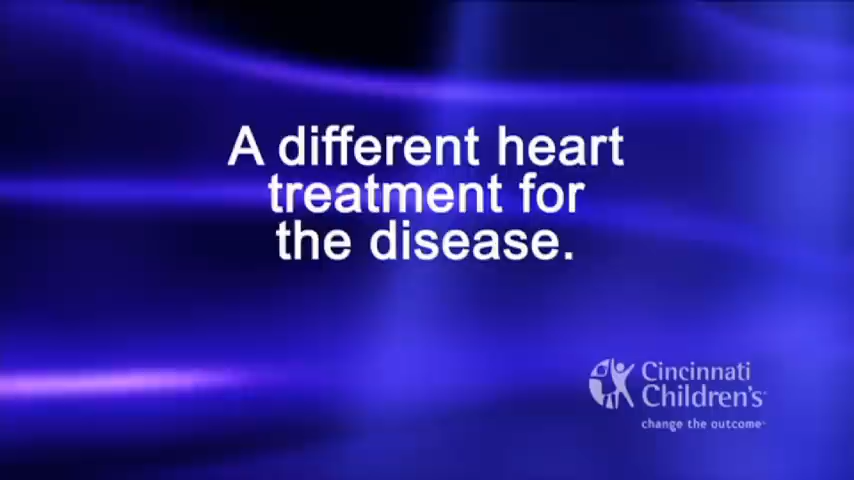 A different heart
treatment for
the disease.
Cincinnati
Children's
change the outcome